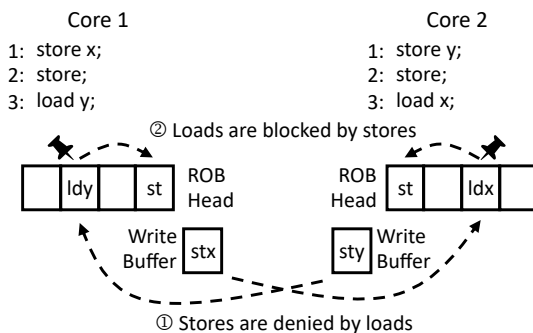 Core 1
1: store x;
2: store;
3: load y;
Core 2
1: store y;
2: store;
3: load x;
② Loads are blocked by stores
ldy
st
ROB
Head
ROB
Head
st
ldx
Write
Buffer
stx
sty
Write
Buffer
① Stores are denied by loads